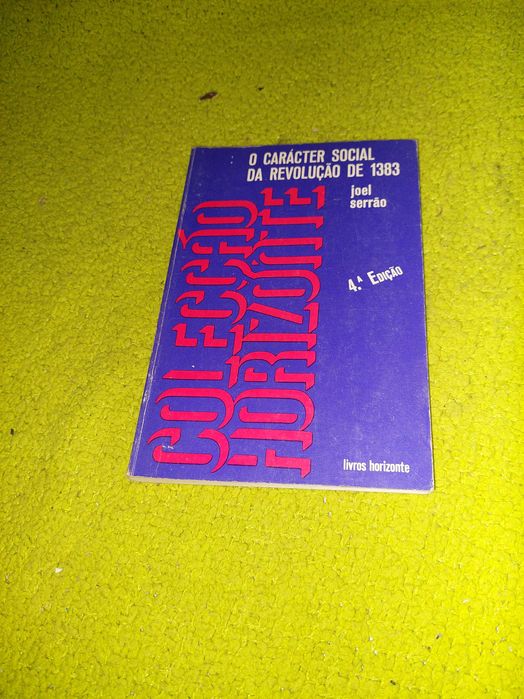 O CARÁCTER SOCIAL
DA REVOLUÇÃO DE 1383
joel
serrão
4.ª EDIÇÃO
COLECÇÃO
HORIZONTE
livros horizonte